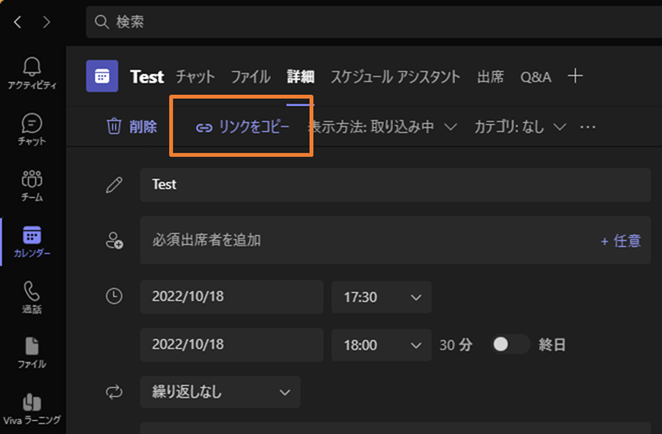 検索
アクティビティ
チャット
チーム
カレンダー
通話
ファイル
Viva ラーニング
Test チャット ファイル 詳細 スケジュール アシスタント 出席 Q&A
削除 リンクをコピー 表示方法: 取り込み中 カテゴリ: なし
Test
必須出席者を追加 + 任意
2022/10/18 17:30
2022/10/18 18:00 30 分 終日
繰り返しなし